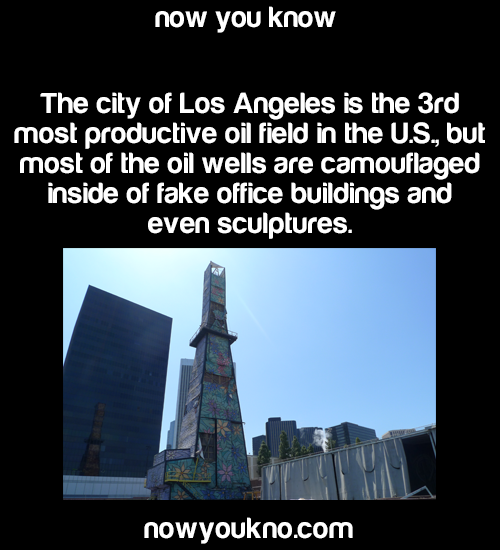 now you know
The city of Los Angeles is the 3rd
most productive oil field in the U.S., but
most of the oil wells are camouflaged
inside of fake office buildings and
even sculptures.
nowyoukno.com